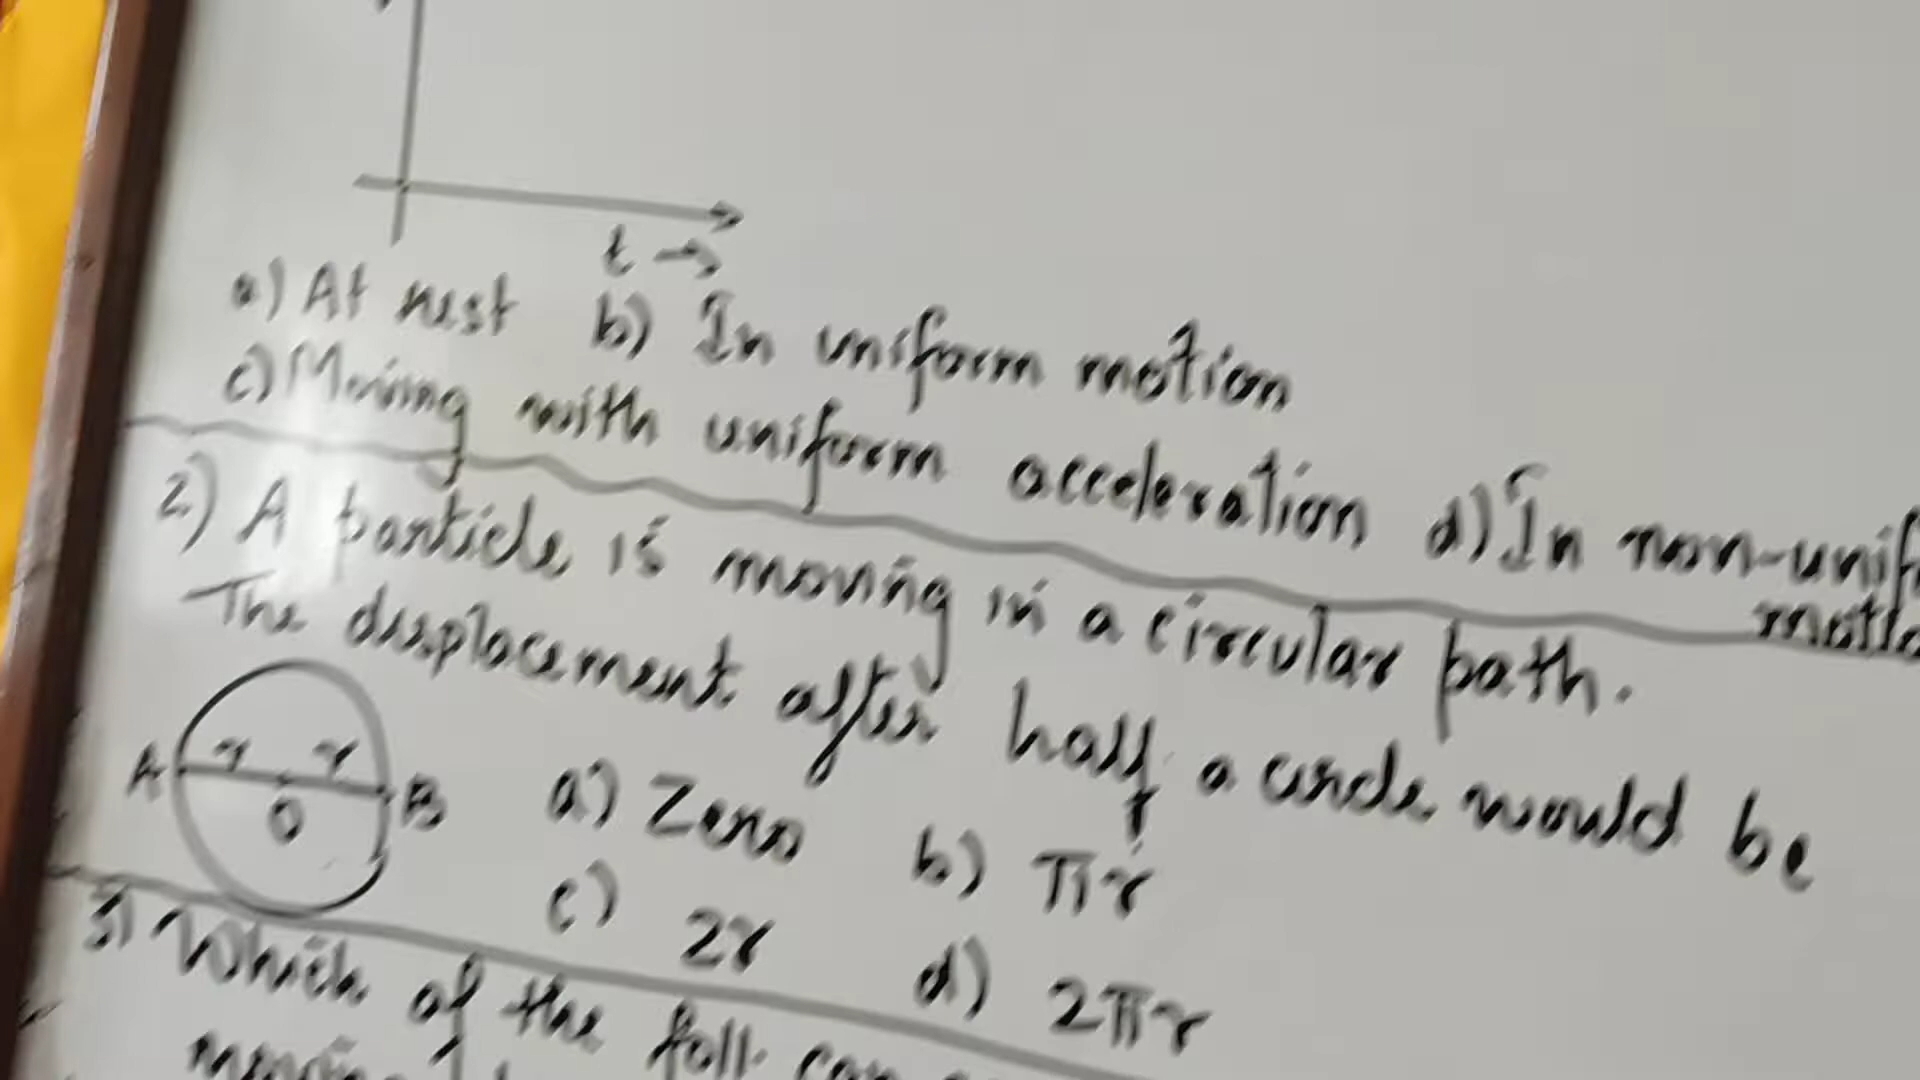 t →
a) At rest b) In uniform motion
c) Moving with uniform acceleration d) In non-unif
motio
2) A particle is moving in a circular path.
The displacement after half a circle would be
A r r B
O
a) Zero b) πr
c) 2r d) 2πr
3) Which of the foll. can